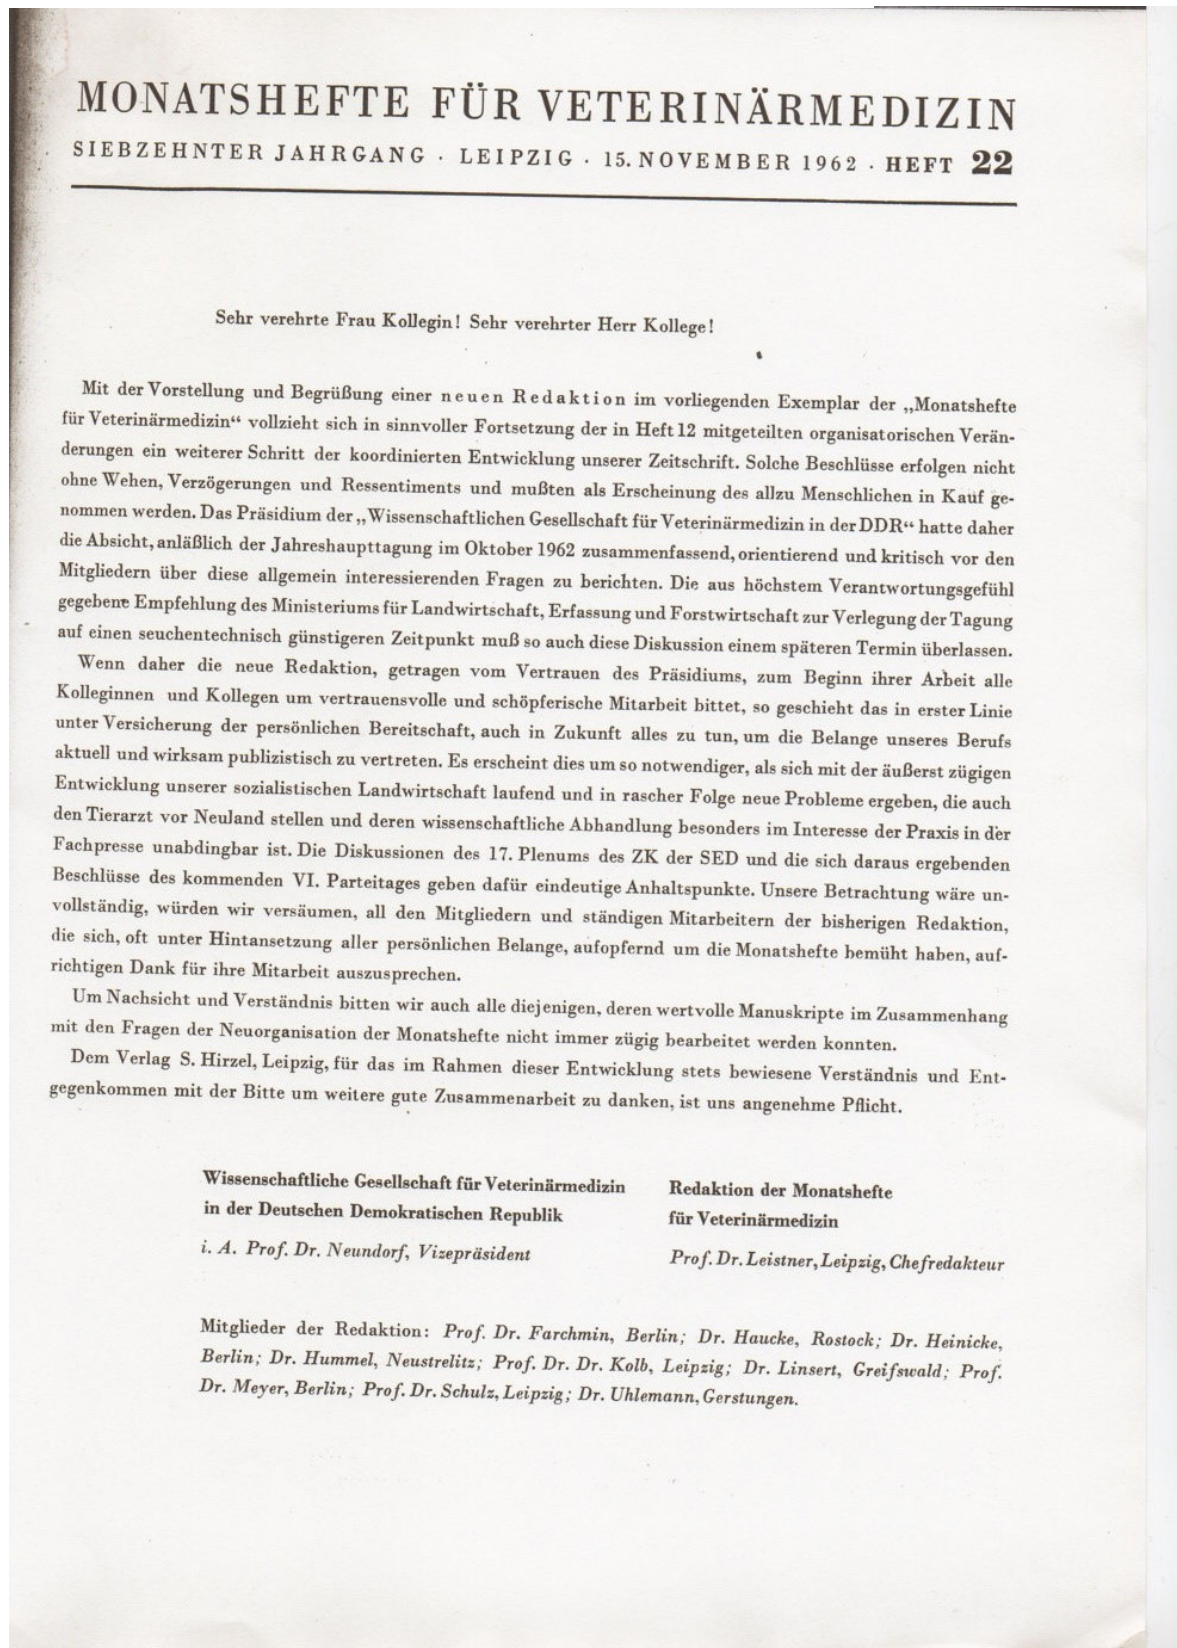 MONATSHEFTE FÜR VETERINÄRMEDIZIN
SIEBZEHNTER JAHRGANG · LEIPZIG · 15. NOVEMBER 1962 · HEFT 22
Sehr verehrte Frau Kollegin! Sehr verehrter Herr Kollege!
Mit der Vorstellung und Begrüßung einer neuen Redaktion im vorliegenden Exemplar der „Monatshefte
für Veterinärmedizin“ vollzieht sich in sinnvoller Fortsetzung der in Heft 12 mitgeteilten organisatorischen Verän-
derungen ein weiterer Schritt der koordinierten Entwicklung unserer Zeitschrift. Solche Beschlüsse erfolgen nicht
ohne Wehen, Verzögerungen und Ressentiments und mußten als Erscheinung des allzu Menschlichen in Kauf ge-
nommen werden. Das Präsidium der „Wissenschaftlichen Gesellschaft für Veterinärmedizin in der DDR“ hatte daher
die Absicht, anläßlich der Jahreshaupttagung im Oktober 1962 zusammenfassend, orientierend und kritisch vor den
Mitgliedern über diese allgemein interessierenden Fragen zu berichten. Die aus höchstem Verantwortungsgefühl
gegebene Empfehlung des Ministeriums für Landwirtschaft, Erfassung und Forstwirtschaft zur Verlegung der Tagung
auf einen seuchentechnisch günstigeren Zeitpunkt muß so auch diese Diskussion einem späteren Termin überlassen.
Wenn daher die neue Redaktion, getragen vom Vertrauen des Präsidiums, zum Beginn ihrer Arbeit alle
Kolleginnen und Kollegen um vertrauensvolle und schöpferische Mitarbeit bittet, so geschieht das in erster Linie
unter Versicherung der persönlichen Bereitschaft, auch in Zukunft alles zu tun, um die Belange unseres Berufs
aktuell und wirksam publizistisch zu vertreten. Es erscheint dies um so notwendiger, als sich mit der äußerst zügigen
Entwicklung unserer sozialistischen Landwirtschaft laufend und in rascher Folge neue Probleme ergeben, die auch
den Tierarzt vor Neuland stellen und deren wissenschaftliche Abhandlung besonders im Interesse der Praxis in der
Fachpresse unabdingbar ist. Die Diskussionen des 17. Plenums des ZK der SED und die sich daraus ergebenden
Beschlüsse des kommenden VI. Parteitages geben dafür eindeutige Anhaltspunkte. Unsere Betrachtung wäre un-
vollständig, würden wir versäumen, all den Mitgliedern und ständigen Mitarbeitern der bisherigen Redaktion,
die sich, oft unter Hintansetzung aller persönlichen Belange, aufopfernd um die Monatshefte bemüht haben, auf-
richtigen Dank für ihre Mitarbeit auszusprechen.
Um Nachsicht und Verständnis bitten wir auch alle diejenigen, deren wertvolle Manuskripte im Zusammenhang
mit den Fragen der Neuorganisation der Monatshefte nicht immer zügig bearbeitet werden konnten.
Dem Verlag S. Hirzel, Leipzig, für das im Rahmen dieser Entwicklung stets bewiesene Verständnis und Ent-
gegenkommen mit der Bitte um weitere gute Zusammenarbeit zu danken, ist uns angenehme Pflicht.
Wissenschaftliche Gesellschaft für Veterinärmedizin
in der Deutschen Demokratischen Republik
i. A. Prof. Dr. Neundorf, Vizepräsident
Redaktion der Monatshefte
für Veterinärmedizin
Prof. Dr. Leistner, Leipzig, Chefredakteur
Mitglieder der Redaktion: Prof. Dr. Farchmin, Berlin; Dr. Haucke, Rostock; Dr. Heinicke,
Berlin; Dr. Hummel, Neustrelitz; Prof. Dr. Dr. Kolb, Leipzig; Dr. Linsert, Greifswald; Prof.
Dr. Meyer, Berlin; Prof. Dr. Schulz, Leipzig; Dr. Uhlemann, Gerstungen.